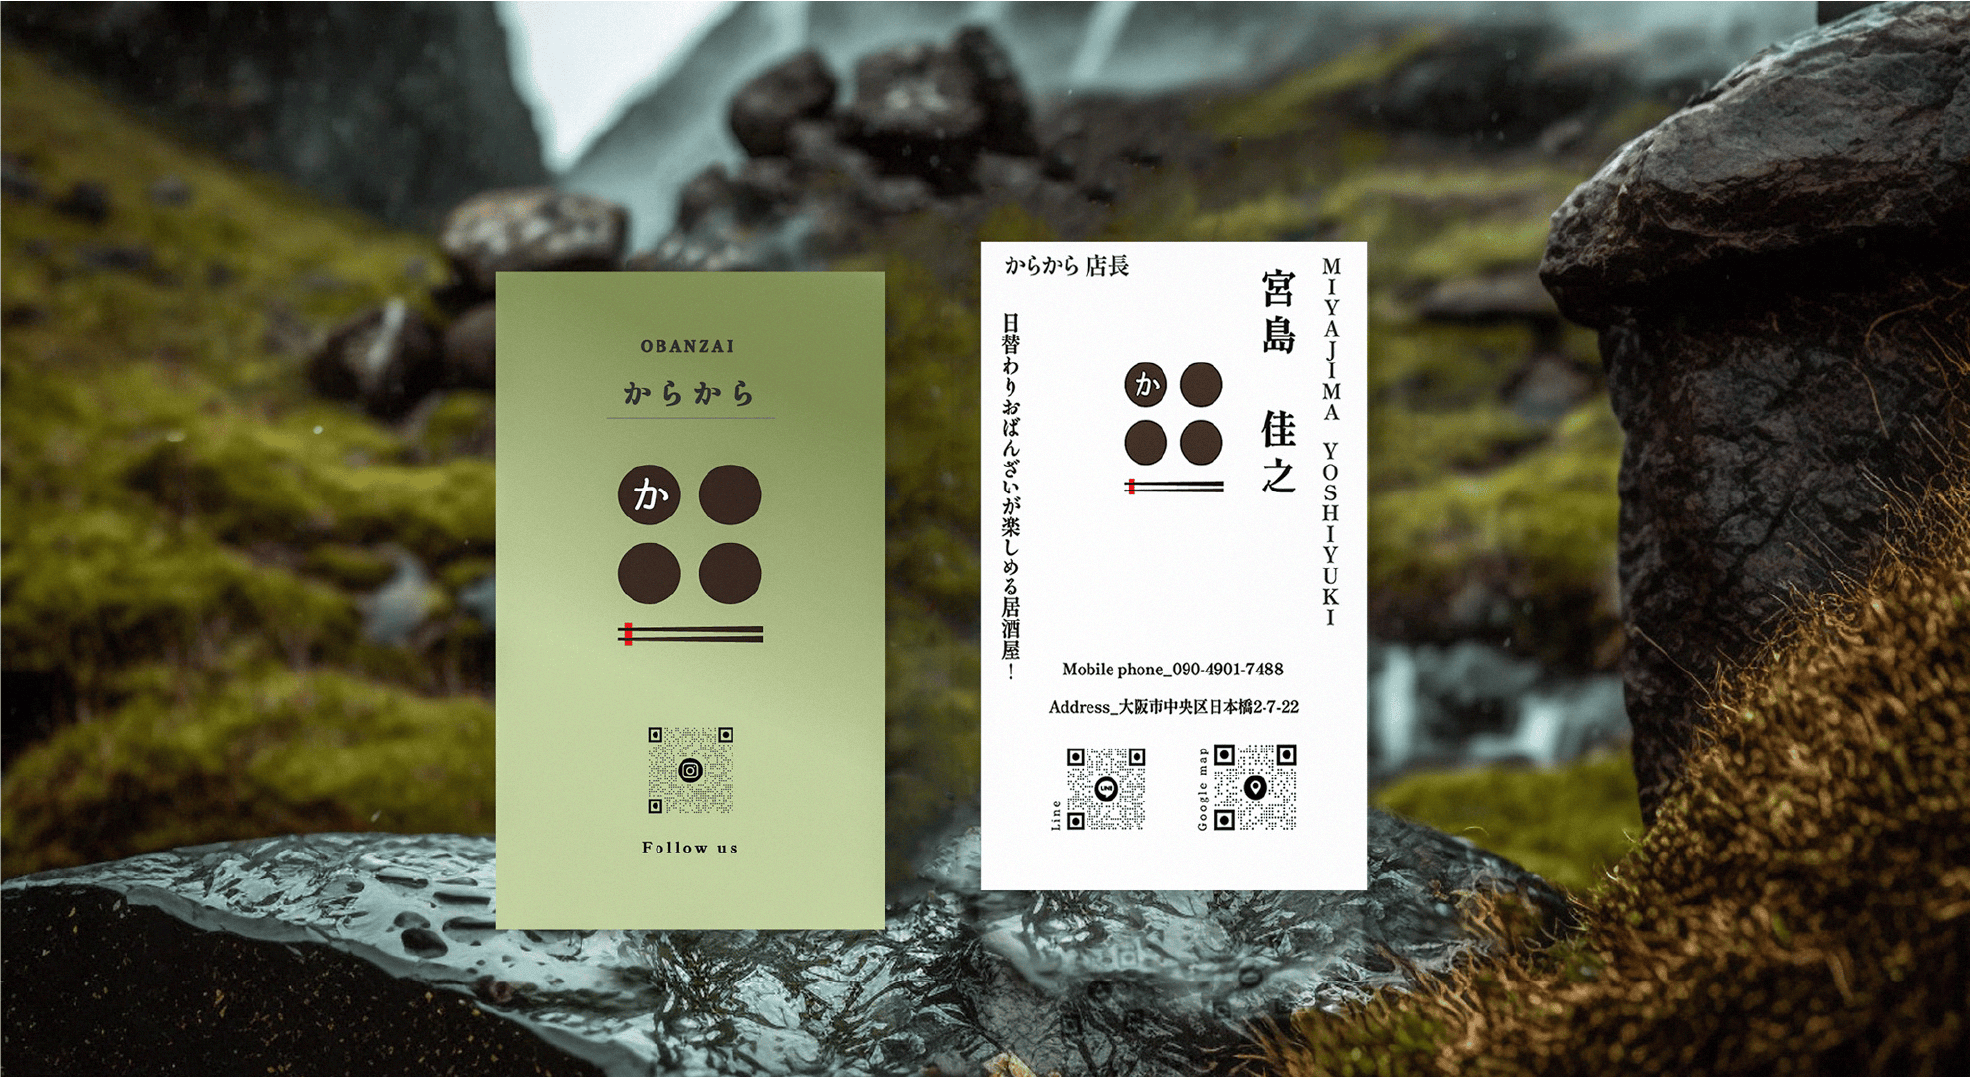 OBANZAI
からから
か
Follow us
からから 店長
MIYAJIMA YOSHIYUKI
宮島 佳之
か
日替わりおばんざいが楽しめる居酒屋！
Mobile phone_090-4901-7488
Address_大阪市中央区日本橋2-7-22
Line
LINE
Google map